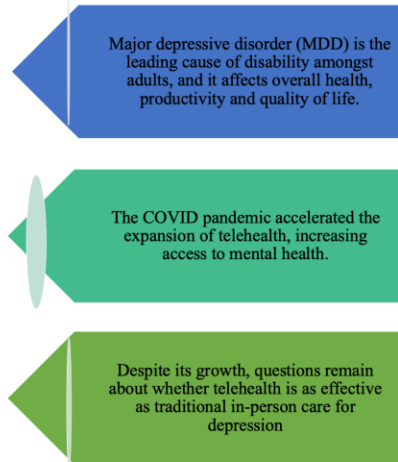 Major depressive disorder (MDD) is the
leading cause of disability amongst
adults, and it affects overall health,
productivity and quality of life.
The COVID pandemic accelerated the
expansion of telehealth, increasing
access to mental health.
Despite its growth, questions remain
about whether telehealth is as effective
as traditional in-person care for
depression